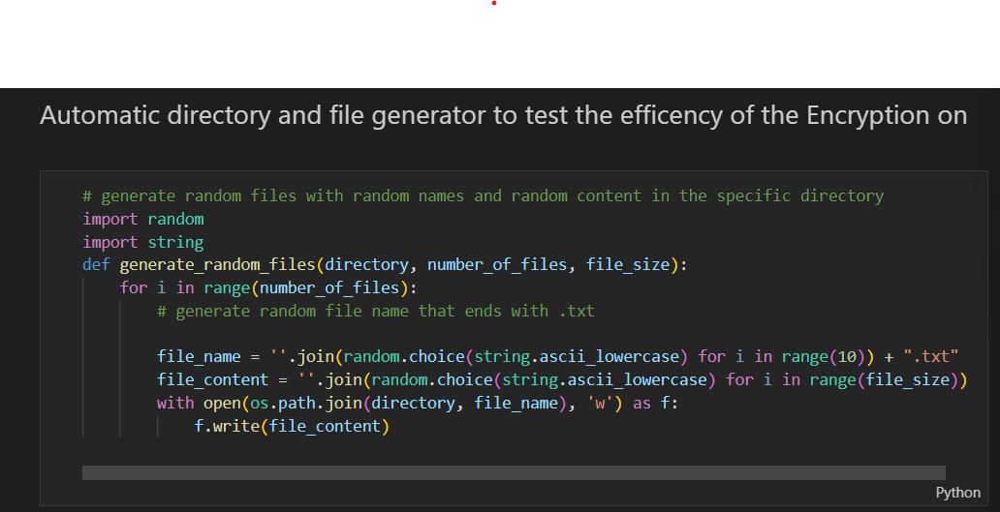 Automatic directory and file generator to test the efficency of the Encryption on
# generate random files with random names and random content in the specific directory
import random
import string
def generate_random_files(directory, number_of_files, file_size):
    for i in range(number_of_files):
        # generate random file name that ends with .txt
        file_name = ''.join(random.choice(string.ascii_lowercase) for i in range(10)) + ".txt"
        file_content = ''.join(random.choice(string.ascii_lowercase) for i in range(file_size))
        with open(os.path.join(directory, file_name), 'w') as f:
            f.write(file_content)
Python